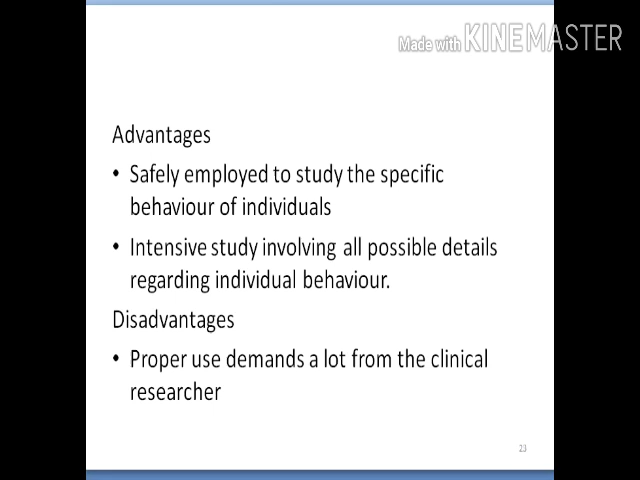 Made with KINEMASTER
Advantages
• Safely employed to study the specific
behaviour of individuals
• Intensive study involving all possible details
regarding individual behaviour.
Disadvantages
• Proper use demands a lot from the clinical
researcher
23